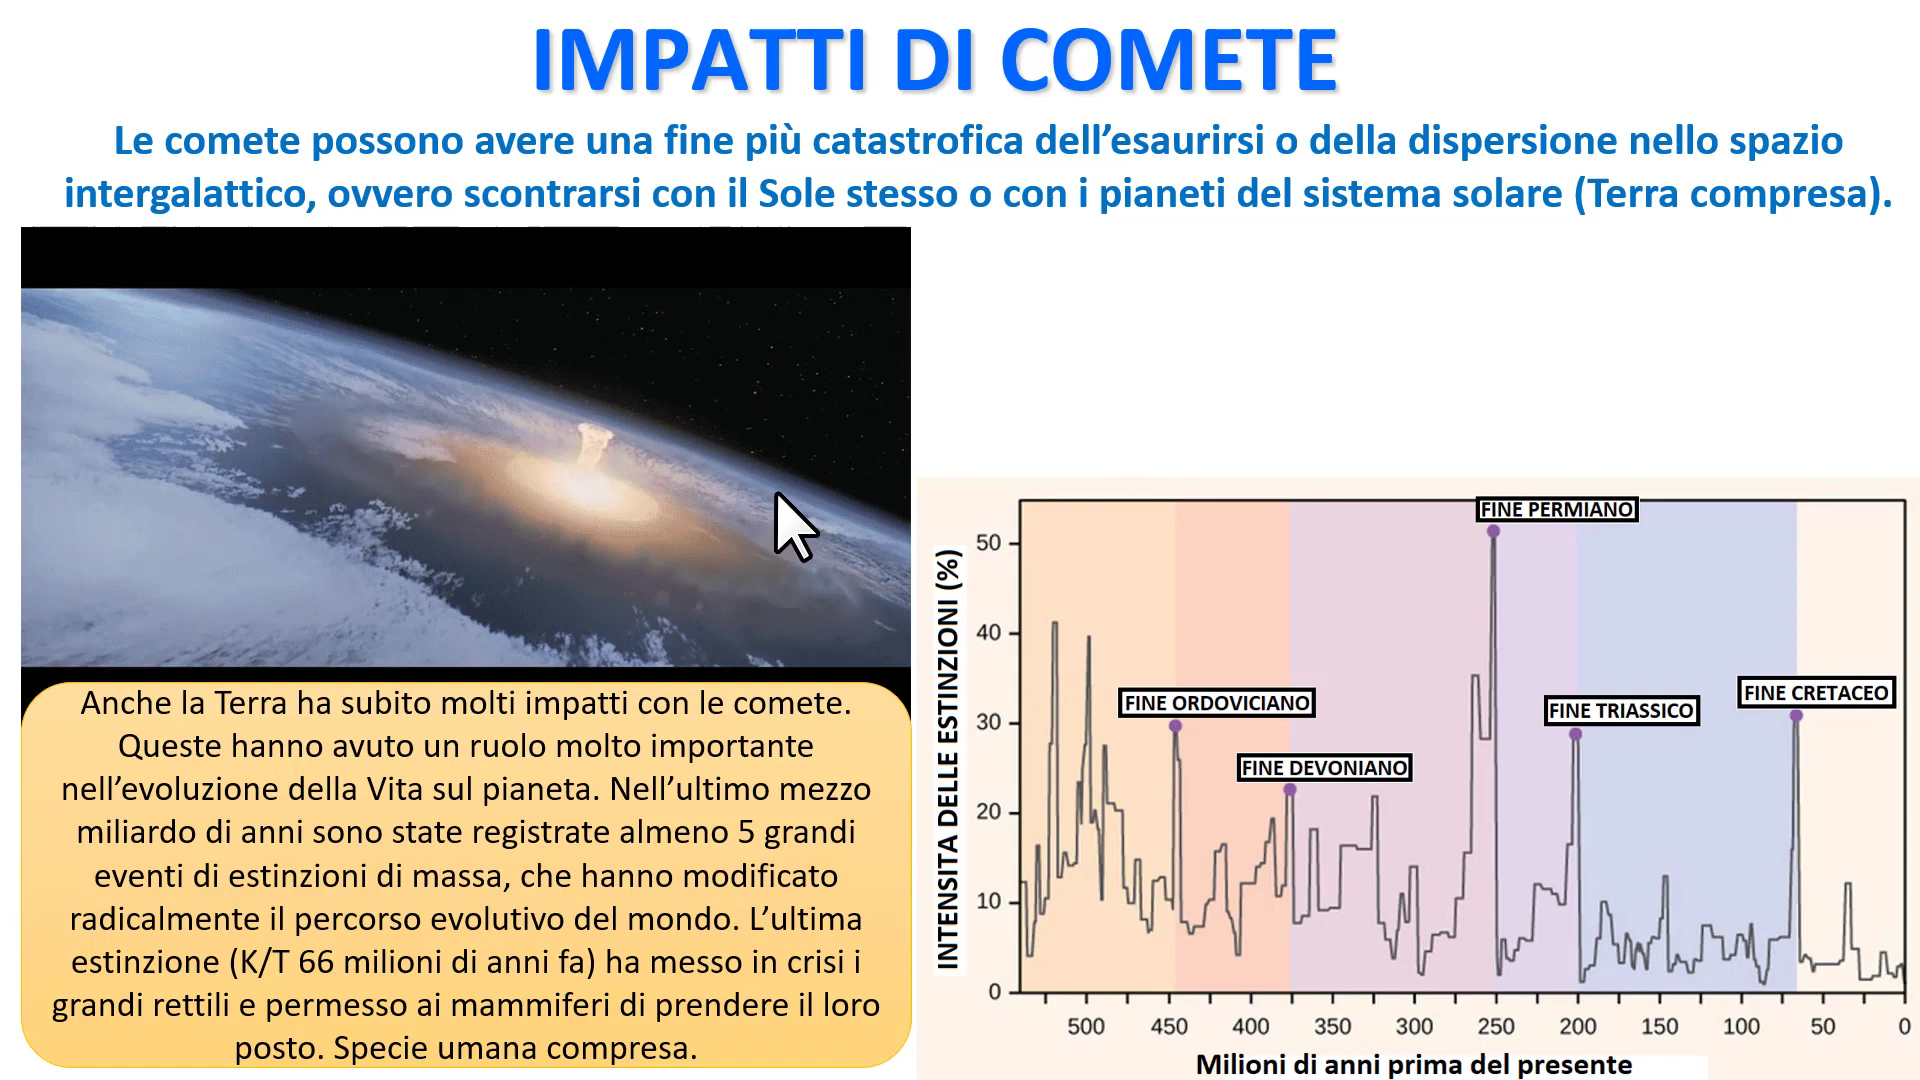 IMPATTI DI COMETE
Le comete possono avere una fine più catastrofica dell’esaurirsi o della dispersione nello spazio
intergalattico, ovvero scontrarsi con il Sole stesso o con i pianeti del sistema solare (Terra compresa).
Anche la Terra ha subito molti impatti con le comete.
Queste hanno avuto un ruolo molto importante
nell’evoluzione della Vita sul pianeta. Nell’ultimo mezzo
miliardo di anni sono state registrate almeno 5 grandi
eventi di estinzioni di massa, che hanno modificato
radicalmente il percorso evolutivo del mondo. L’ultima
estinzione (K/T 66 milioni di anni fa) ha messo in crisi i
grandi rettili e permesso ai mammiferi di prendere il loro
posto. Specie umana compresa.
INTENSITA DELLE ESTINZIONI (%)
50
40
30
20
10
0
FINE PERMIANO
FINE CRETACEO
FINE ORDOVICIANO
FINE TRIASSICO
FINE DEVONIANO
500 450 400 350 300 250 200 150 100 50 0
Milioni di anni prima del presente